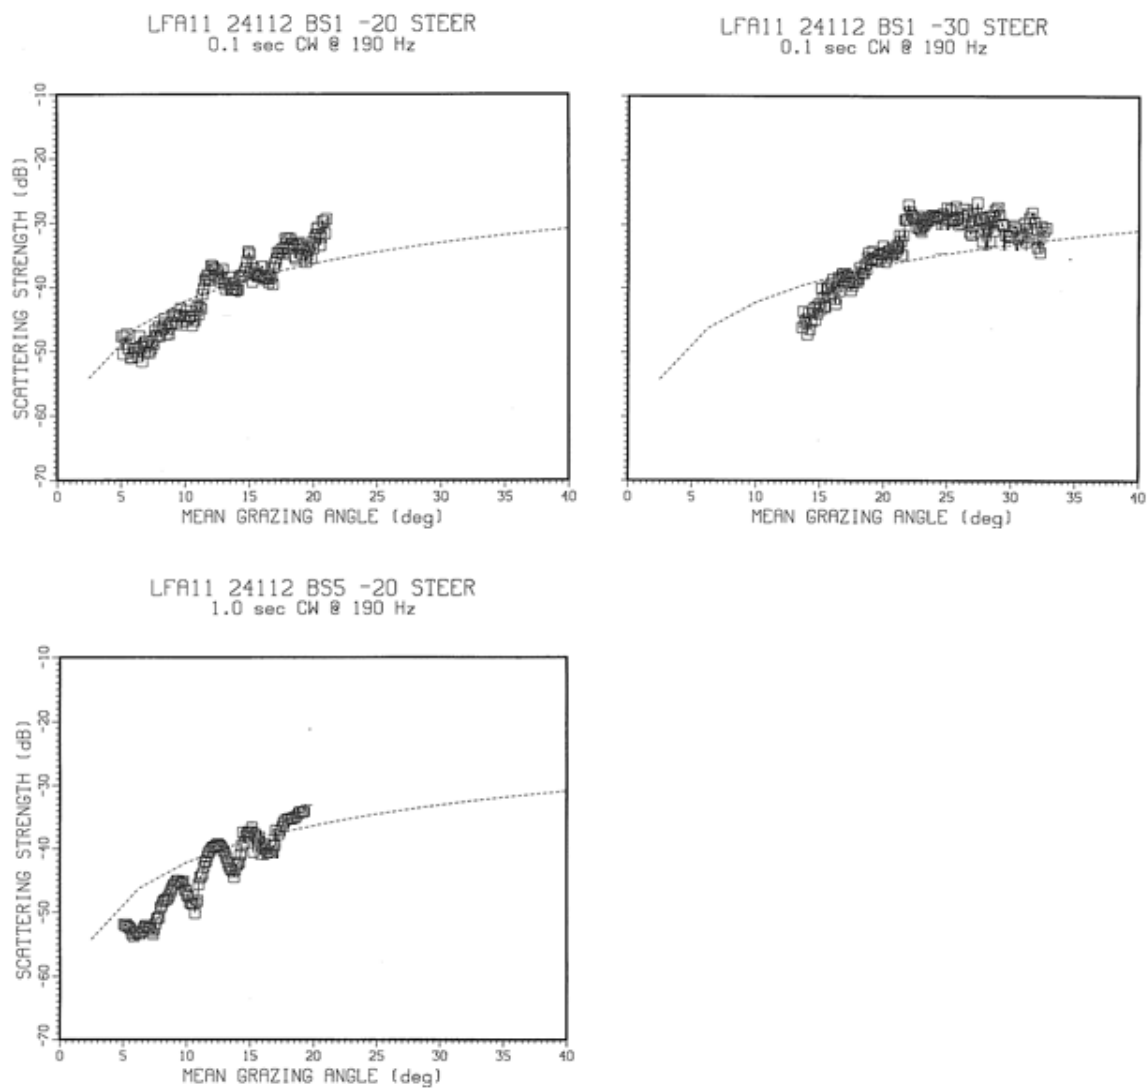 LFA11 24112 BS1 -20 STEER
0.1 sec CW @ 190 Hz
SCATTERING STRENGTH (dB)
-10
-20
-30
-40
-50
-60
-70
0 5 10 15 20 25 30 35 40
MEAN GRAZING ANGLE (deg)
LFA11 24112 BS1 -30 STEER
0.1 sec CW @ 190 Hz
0 5 10 15 20 25 30 35 40
MEAN GRAZING ANGLE (deg)
LFA11 24112 BS5 -20 STEER
1.0 sec CW @ 190 Hz
SCATTERING STRENGTH (dB)
-10
-20
-30
-40
-50
-60
-70
0 5 10 15 20 25 30 35 40
MEAN GRAZING ANGLE (deg)